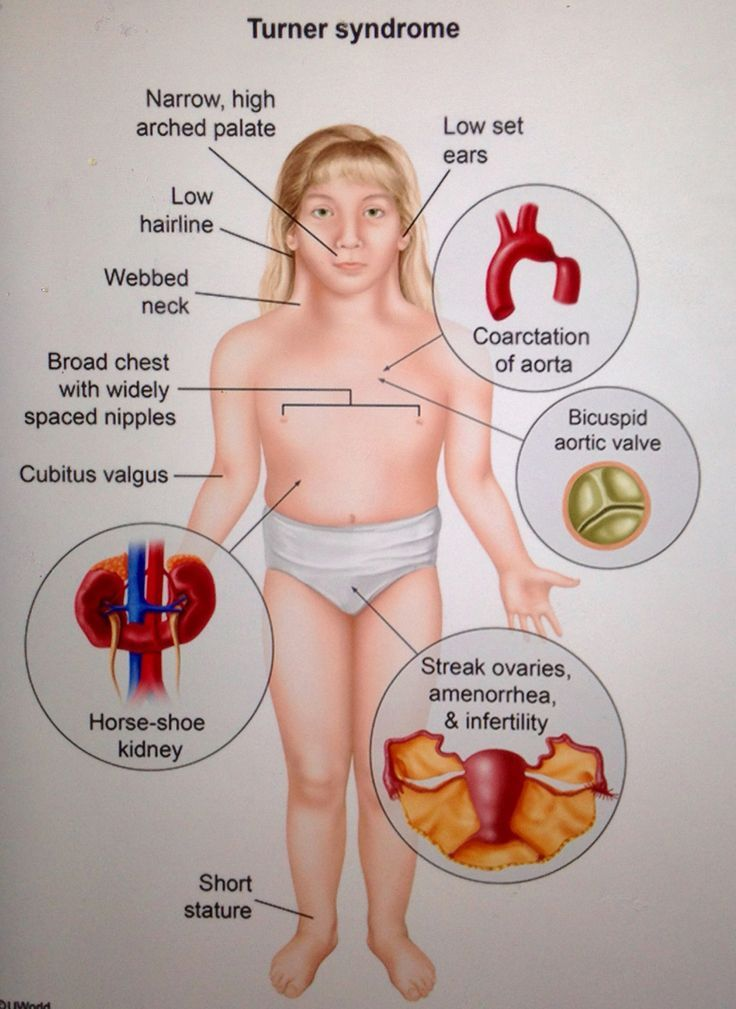 Turner syndrome
Narrow, high
arched palate
Low set
ears
Low
hairline
Webbed
neck
Coarctation
of aorta
Broad chest
with widely
spaced nipples
Bicuspid
aortic valve
Cubitus valgus
Streak ovaries,
amenorrhea,
& infertility
Horse-shoe
kidney
Short
stature
©UWorld